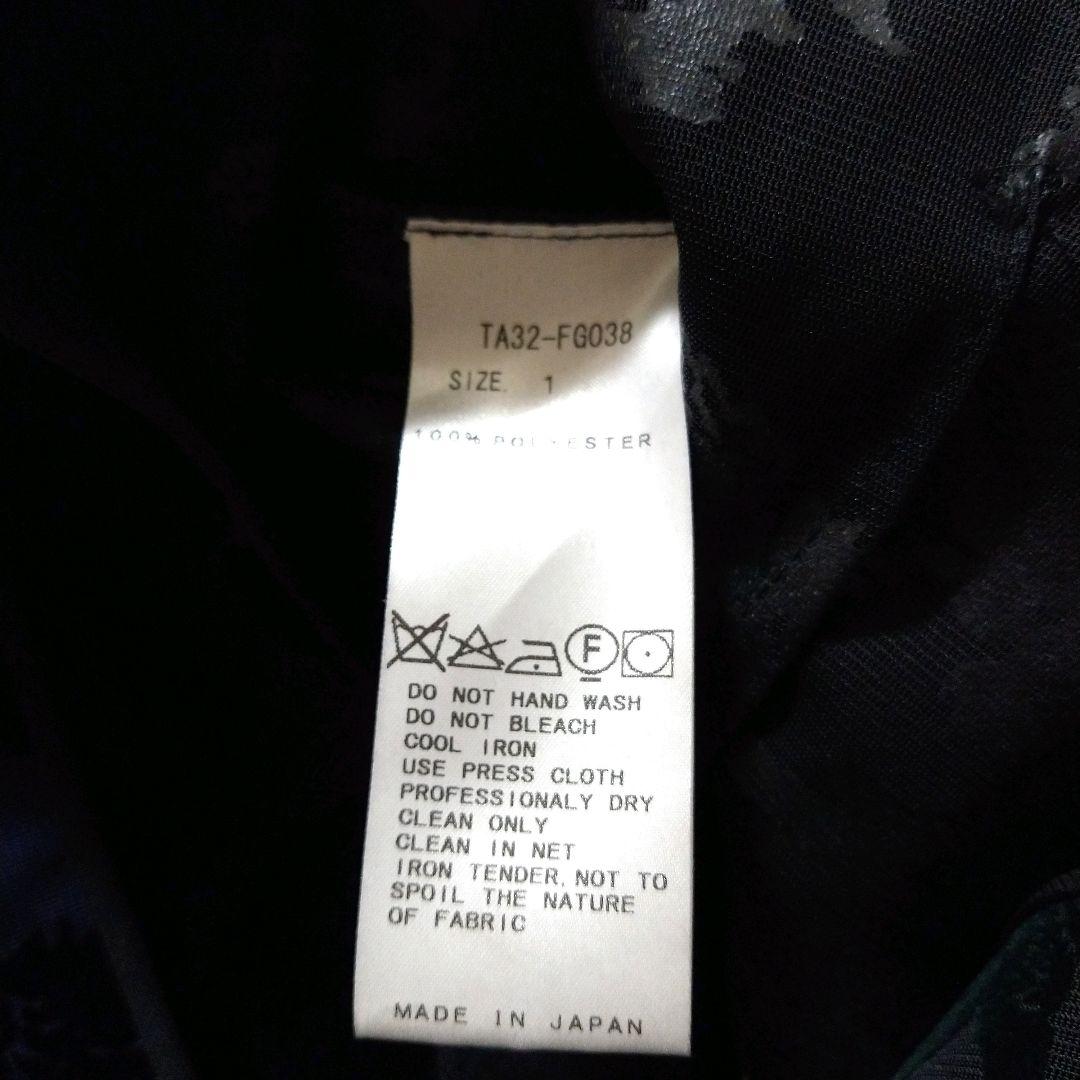 TA32-FG038
SIZE. 1
100% POLYESTER
F
DO NOT HAND WASH
DO NOT BLEACH
COOL IRON
USE PRESS CLOTH
PROFESSIONALY DRY
CLEAN ONLY
CLEAN IN NET
IRON TENDER, NOT TO
SPOIL THE NATURE
OF FABRIC
MADE IN JAPAN